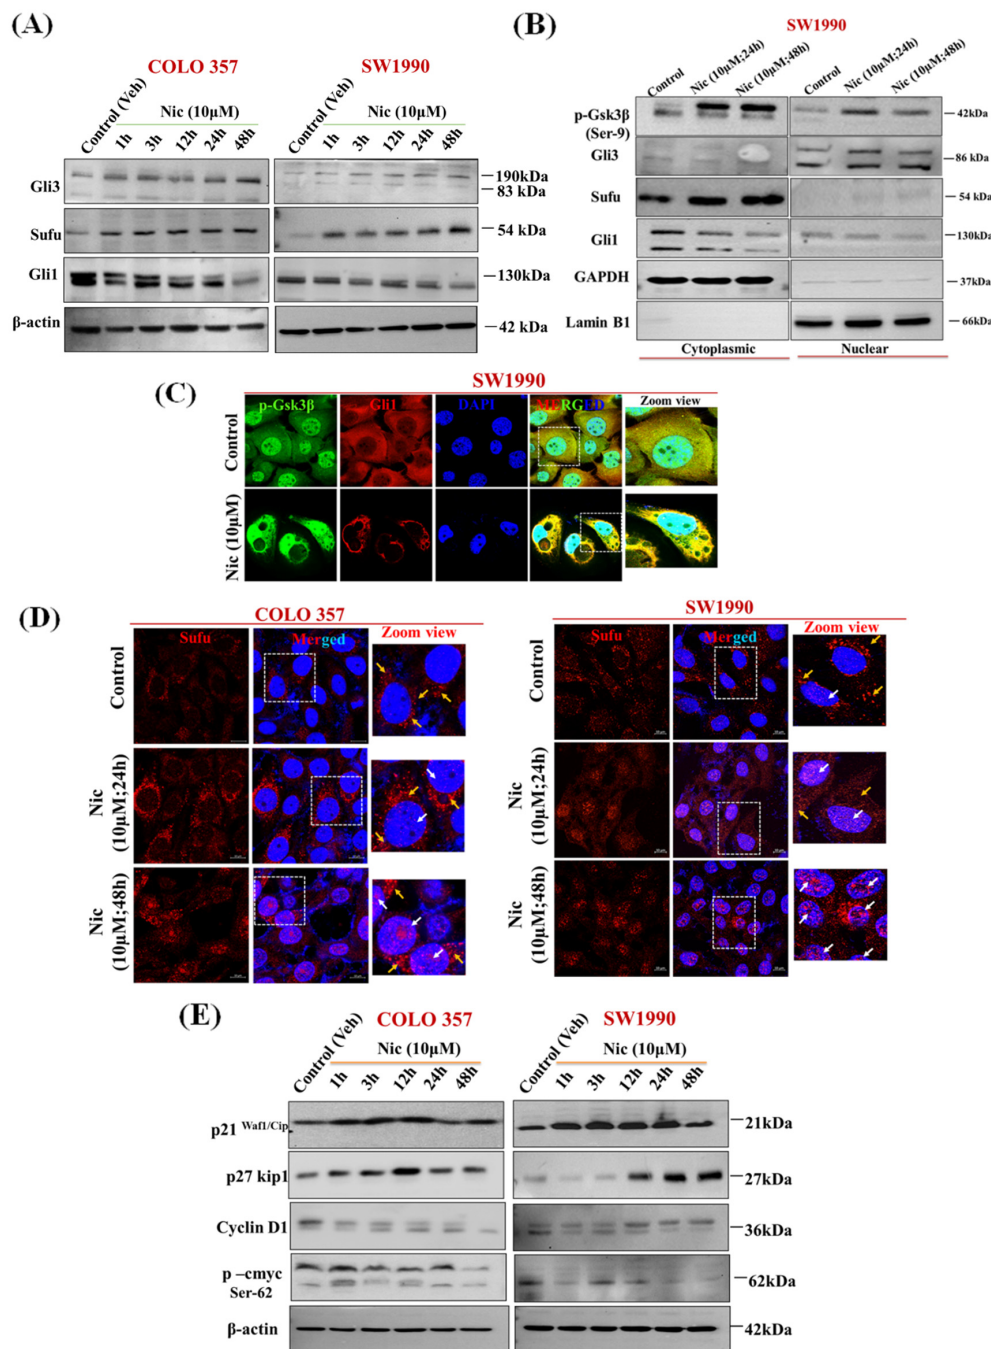 (A)
COLO 357
SW1990
Control (Veh)
Nic (10µM)
1h
3h
12h
24h
48h
Control (Veh)
Nic (10µM)
1h
3h
12h
24h
48h
Gli3
190kDa
83 kDa
Sufu
54 kDa
Gli1
130kDa
β-actin
42 kDa
(B)
SW1990
Control
Nic (10µM;24h)
Nic (10µM;48h)
Control
Nic (10µM;24h)
Nic (10µM;48h)
p-Gsk3β
(Ser-9)
42kDa
Gli3
86 kDa
Sufu
54 kDa
Gli1
130kDa
GAPDH
37kDa
Lamin B1
66kDa
Cytoplasmic
Nuclear
(C)
SW1990
p-Gsk3β
Gli1
DAPI
MERGED
Zoom view
Control
Nic (10µM)
(D)
COLO 357
Sufu
Merged
Zoom view
Control
Nic
(10µM;24h)
Nic
(10µM;48h)
SW1990
Sufu
Merged
Zoom view
Control
Nic
(10µM;24h)
Nic
(10µM;48h)
(E)
COLO 357
SW1990
Control (Veh)
Nic (10µM)
1h
3h
12h
24h
48h
Control (Veh)
Nic (10µM)
1h
3h
12h
24h
48h
p21 Waf1/Cip
21kDa
p27 kip1
27kDa
Cyclin D1
36kDa
p –cmyc
Ser-62
62kDa
β-actin
42kDa